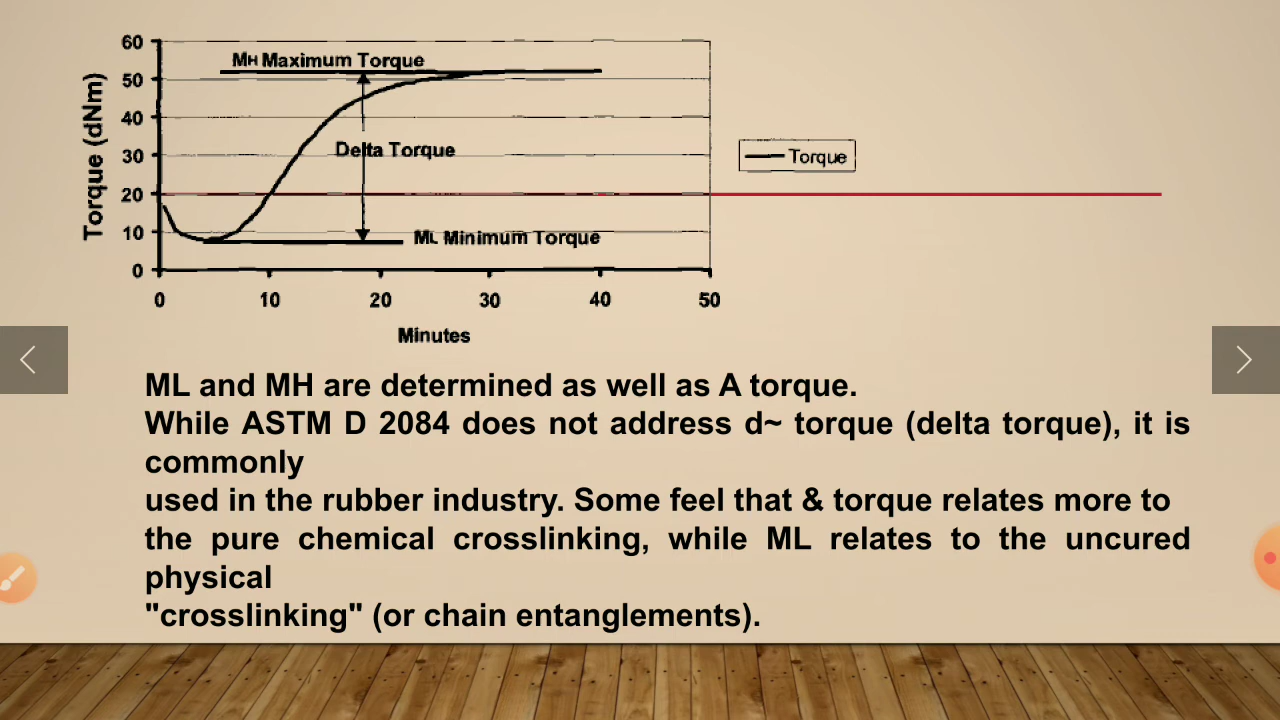 60
MH Maximum Torque
50
40
Delta Torque
30
Torque
20
10
ML Minimum Torque
0
Torque (dNm)
0 10 20 30 40 50
Minutes
ML and MH are determined as well as A torque.
While ASTM D 2084 does not address d~ torque (delta torque), it is
commonly
used in the rubber industry. Some feel that & torque relates more to
the pure chemical crosslinking, while ML relates to the uncured
physical
"crosslinking" (or chain entanglements).